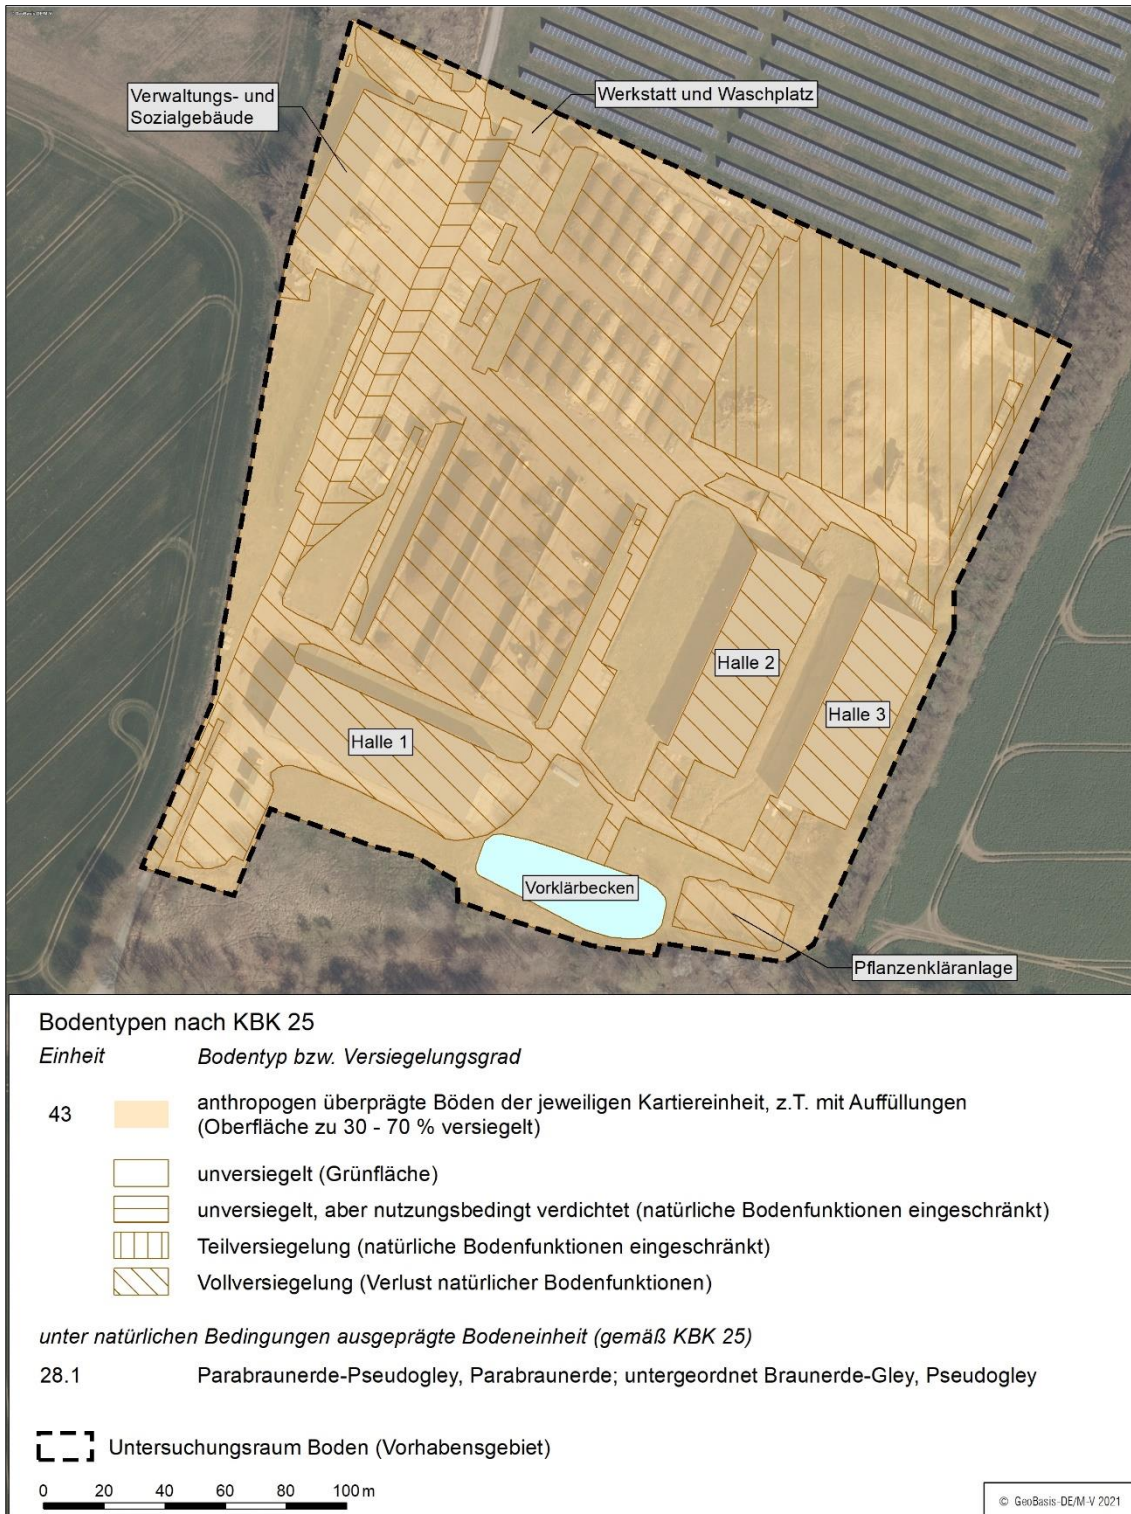 © GeoBasis-DE/M-V
Verwaltungs- und
Sozialgebäude
Werkstatt und Waschplatz
Halle 2
Halle 3
Halle 1
Vorklärbecken
Pflanzenkläranlage
Bodentypen nach KBK 25
Einheit Bodentyp bzw. Versiegelungsgrad
43 anthropogen überprägte Böden der jeweiligen Kartiereinheit, z.T. mit Auffüllungen
(Oberfläche zu 30 - 70 % versiegelt)
unversiegelt (Grünfläche)
unversiegelt, aber nutzungsbedingt verdichtet (natürliche Bodenfunktionen eingeschränkt)
Teilversiegelung (natürliche Bodenfunktionen eingeschränkt)
Vollversiegelung (Verlust natürlicher Bodenfunktionen)
unter natürlichen Bedingungen ausgeprägte Bodeneinheit (gemäß KBK 25)
28.1 Parabraunerde-Pseudogley, Parabraunerde; untergeordnet Braunerde-Gley, Pseudogley
Untersuchungsraum Boden (Vorhabensgebiet)
0 20 40 60 80 100 m
© GeoBasis-DE/M-V 2021